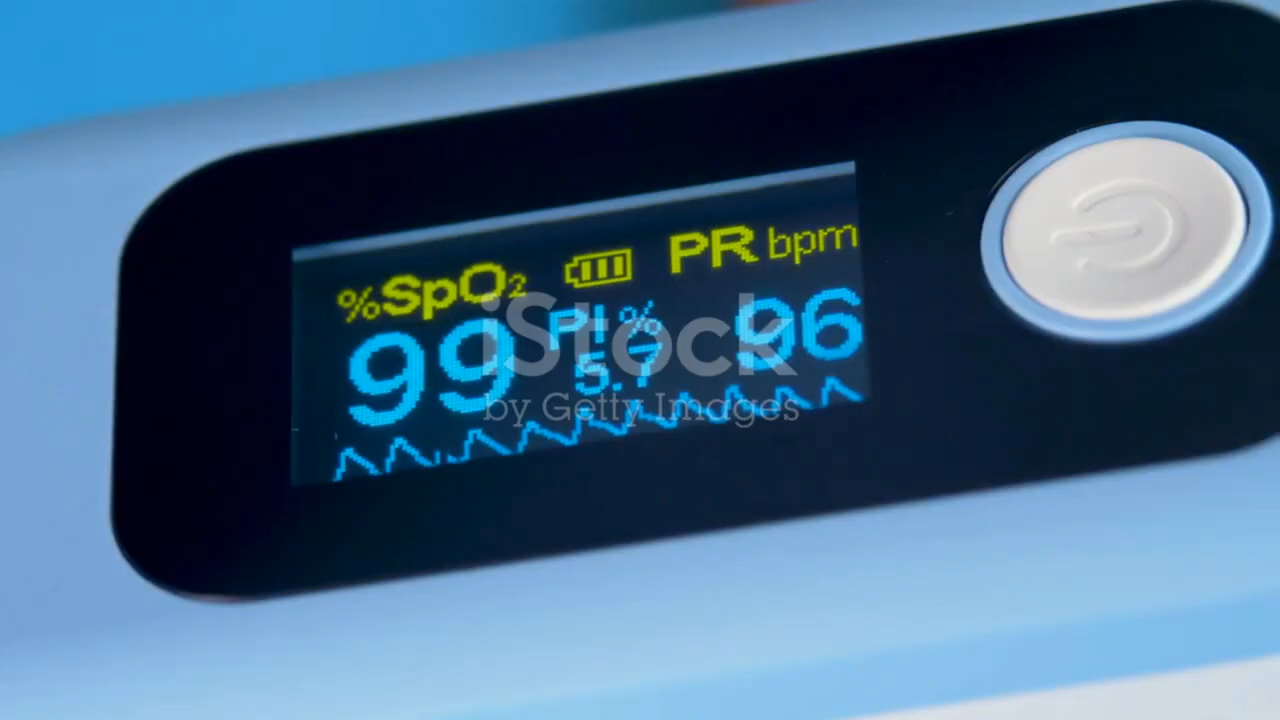 %SpO₂ PR bpm
99 PI% 96
5.7
iStock
by Getty Images